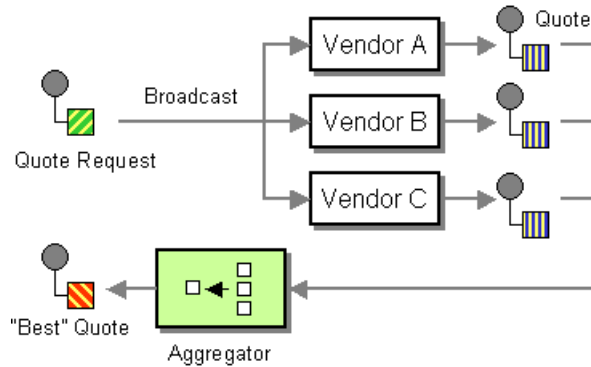 Vendor A
Quote
Broadcast
Vendor B
Quote Request
Vendor C
"Best" Quote
Aggregator